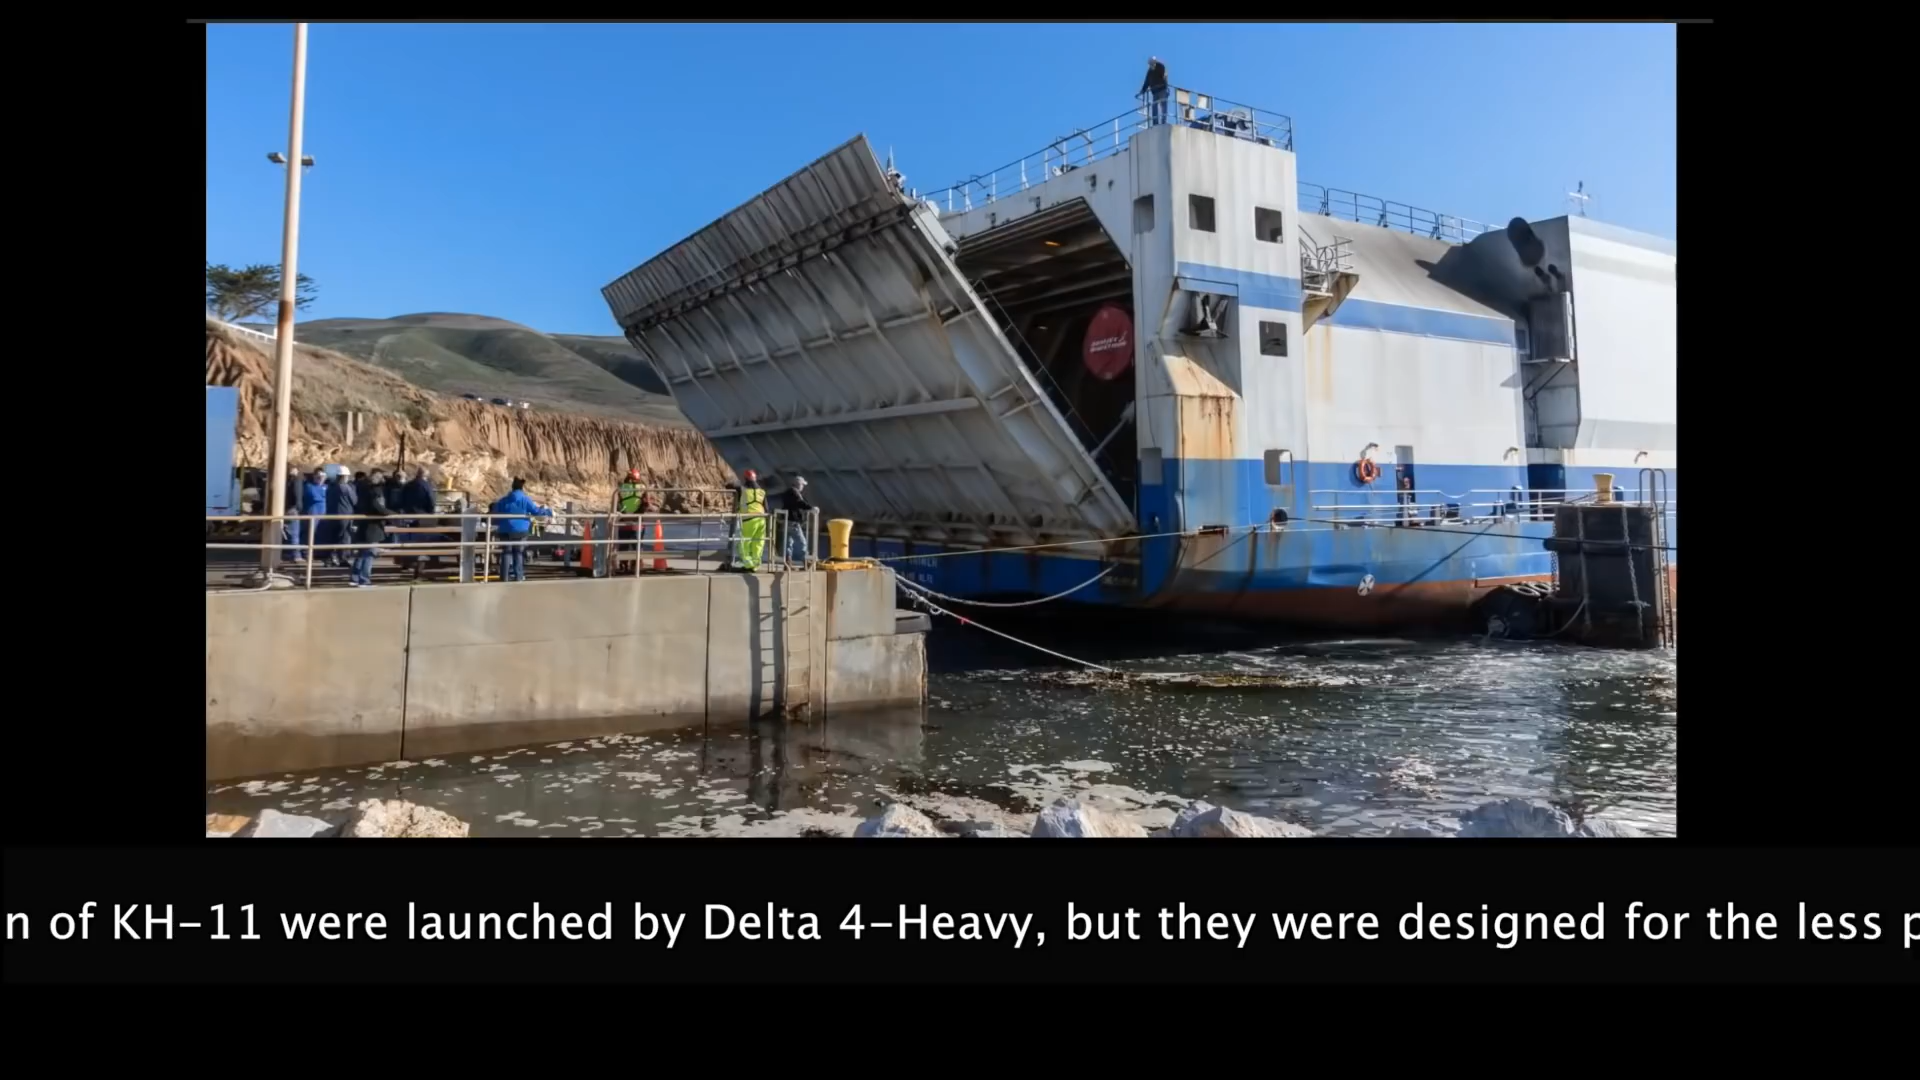 n of KH-11 were launched by Delta 4-Heavy, but they were designed for the less p